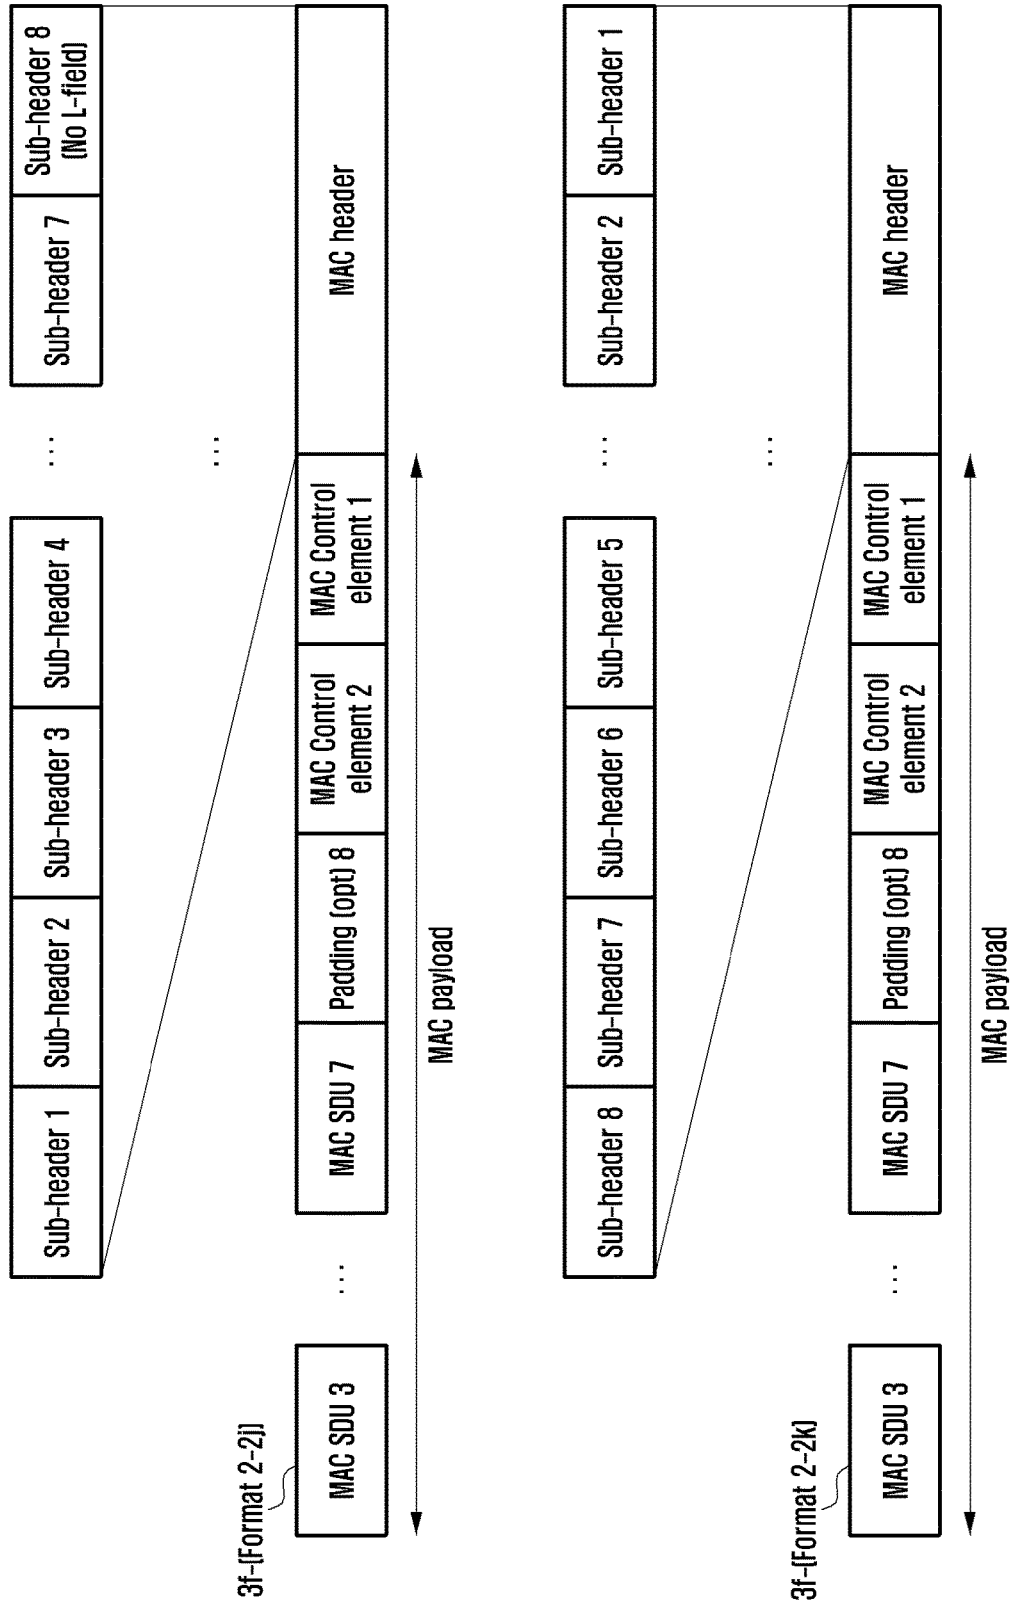 Sub-header 1
Sub-header 2
Sub-header 3
Sub-header 4
...
Sub-header 7
Sub-header 8
(No L-field)
...
3f-(Format 2-2j)
MAC SDU 3
...
MAC SDU 7
Padding (opt) 8
MAC Control
element 2
MAC Control
element 1
MAC header
MAC payload
Sub-header 8
Sub-header 7
Sub-header 6
Sub-header 5
...
Sub-header 2
Sub-header 1
...
3f-(Format 2-2k)
MAC SDU 3
...
MAC SDU 7
Padding (opt) 8
MAC Control
element 2
MAC Control
element 1
MAC header
MAC payload